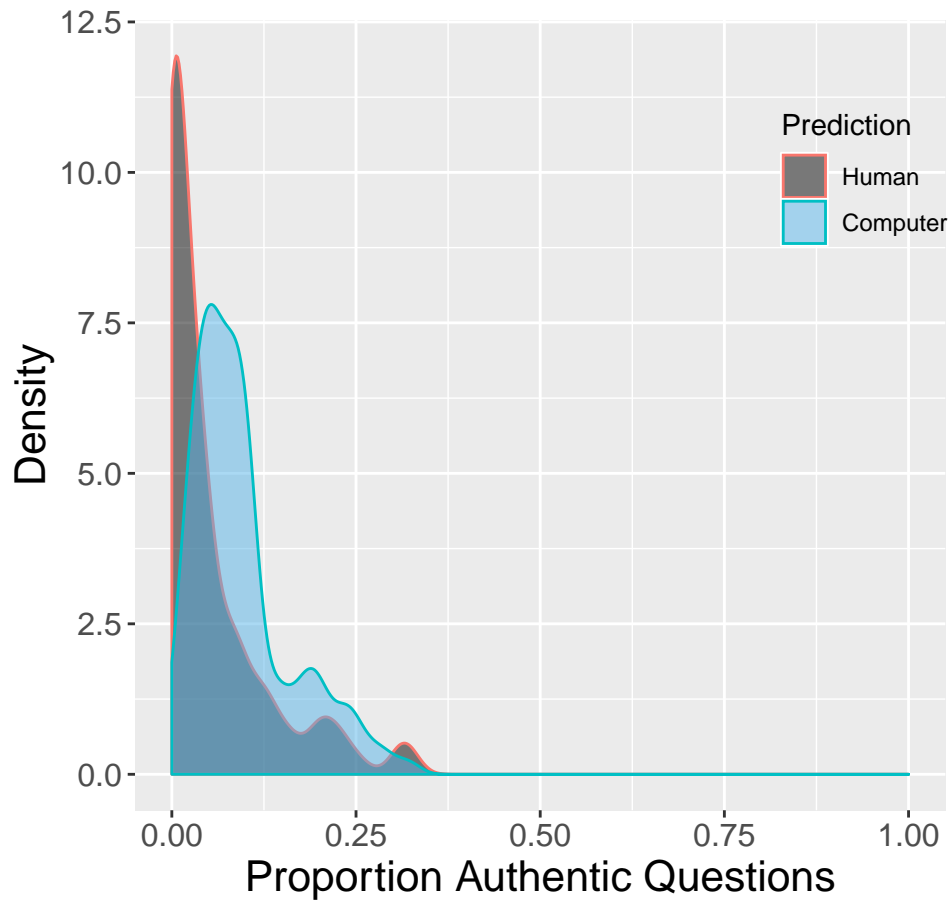 12.5
10.0
7.5
5.0
2.5
0.0
Density
Prediction
Human
Computer
0.00 0.25 0.50 0.75 1.00
Proportion Authentic Questions